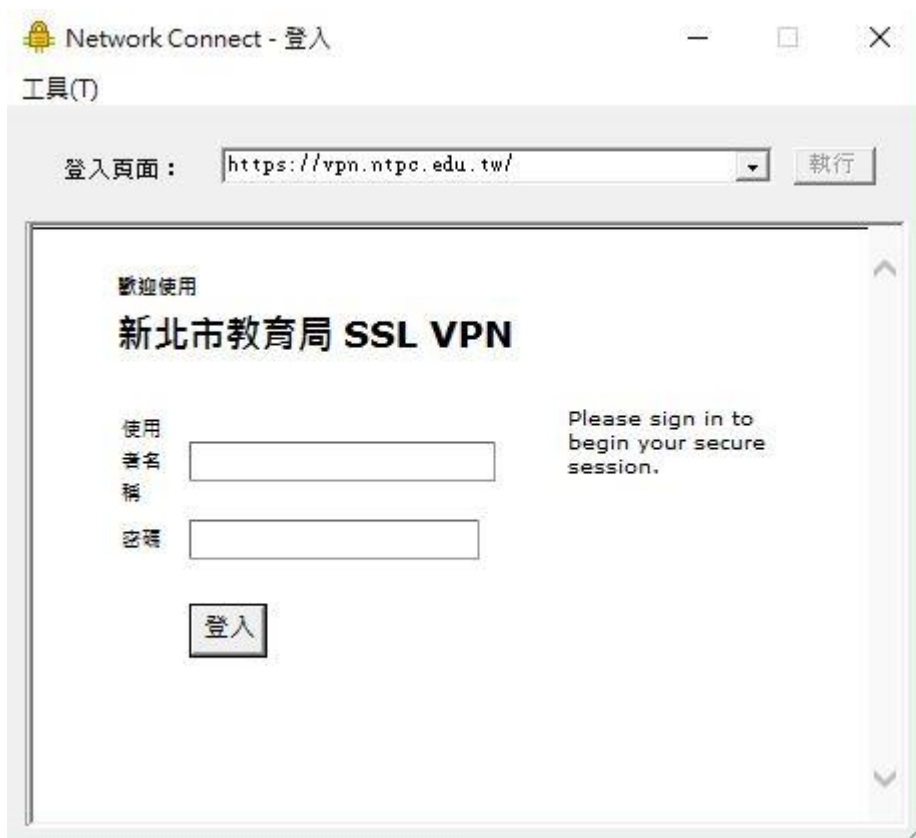 Network Connect - 登入
工具(T)
登入頁面：
https://vpn.ntpc.edu.tw/
執行
歡迎使用
新北市教育局 SSL VPN
使用
者名
稱
Please sign in to
begin your secure
session.
密碼
登入